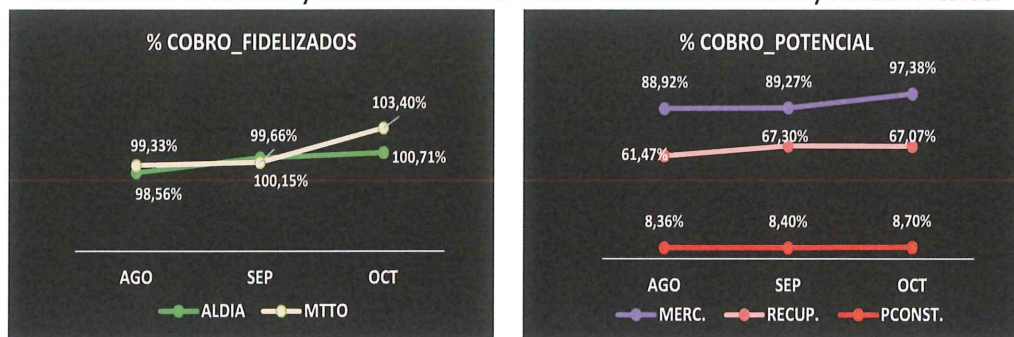 % COBRO_FIDELIZADOS
103,40%
99,33%
99,66%
100,71%
98,56%
100,15%
AGO SEP OCT
ALDIA MTTO
% COBRO_POTENCIAL
97,38%
88,92% 89,27%
67,30% 67,07%
61,47%
8,36% 8,40% 8,70%
AGO SEP OCT
MERC. RECUP. PCONST.